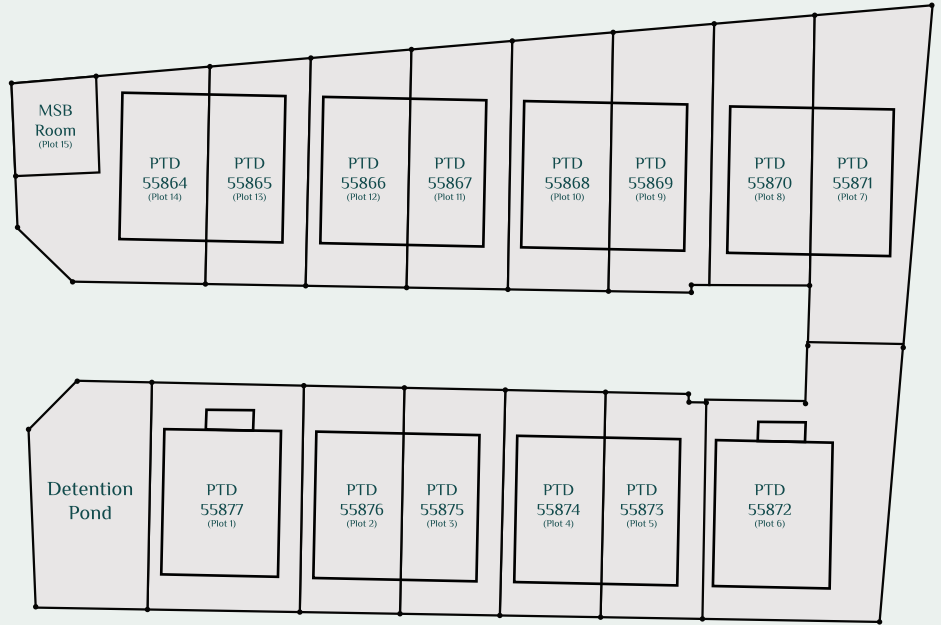 MSB
Room
(Plot 15)
PTD
55864
(Plot 14)
PTD
55865
(Plot 13)
PTD
55866
(Plot 12)
PTD
55867
(Plot 11)
PTD
55868
(Plot 10)
PTD
55869
(Plot 9)
PTD
55870
(Plot 8)
PTD
55871
(Plot 7)
Detention
Pond
PTD
55877
(Plot 1)
PTD
55876
(Plot 2)
PTD
55875
(Plot 3)
PTD
55874
(Plot 4)
PTD
55873
(Plot 5)
PTD
55872
(Plot 6)